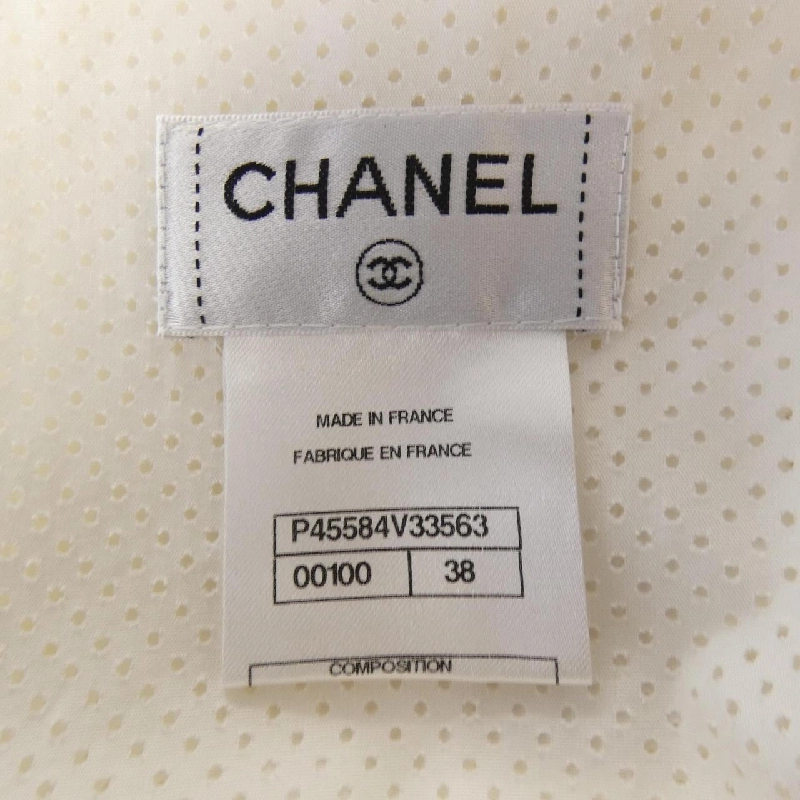 CHANEL
MADE IN FRANCE
FABRIQUE EN FRANCE
P45584V33563
00100 38
COMPOSITION